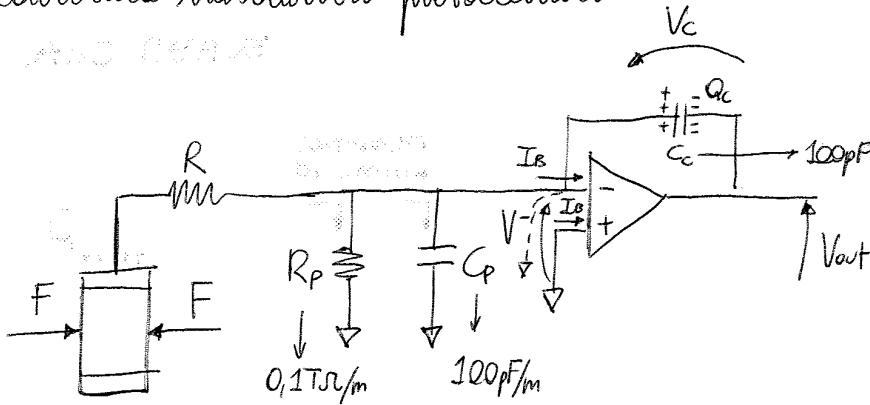 Vc
+ - Qc
+ -
+ -
Cc → 100pF
R
IB
-
V-
IB
+
Vout
F
F
Rp
Cp
0,1TΩ/m
100pF/m